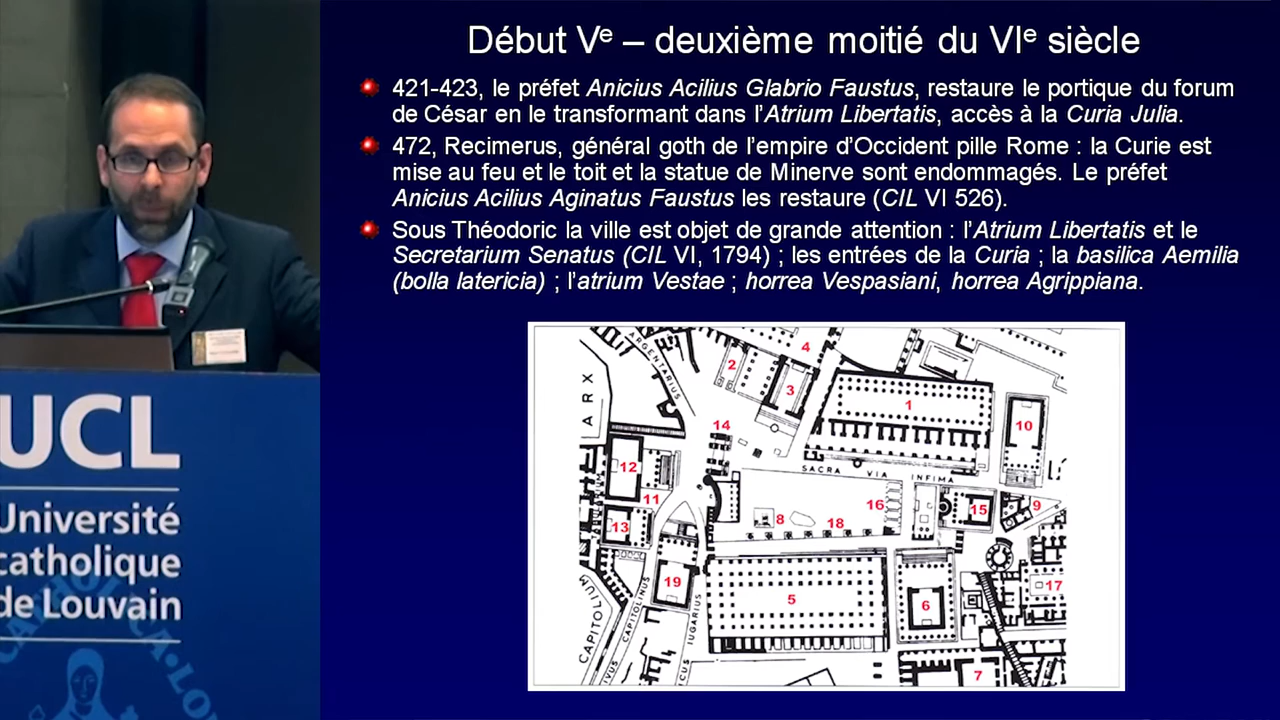 Début Ve – deuxième moitié du VIe siècle
421-423, le préfet Anicius Acilius Glabrio Faustus, restaure le portique du forum
de César en le transformant dans l'Atrium Libertatis, accès à la Curia Julia.
472, Recimerus, général goth de l'empire d'Occident pille Rome : la Curie est
mise au feu et le toit et la statue de Minerve sont endommagés. Le préfet
Anicius Acilius Aginatus Faustus les restaure (CIL VI 526).
Sous Théodoric la ville est objet de grande attention : l'Atrium Libertatis et le
Secretarium Senatus (CIL VI, 1794) ; les entrées de la Curia ; la basilica Aemilia
(bolla latericia) ; l'atrium Vestae ; horrea Vespasiani, horrea Agrippiana.
ARGENTARIUS
ARX
4
2
3
1
10
14
12
SACRA VIA INFIMA
11
16
9
15
13
8
18
19
17
5
6
7
CAPITOLIUM
CAPITOLINUS
IUGARIUS
UCL
Université
catholique
de Louvain